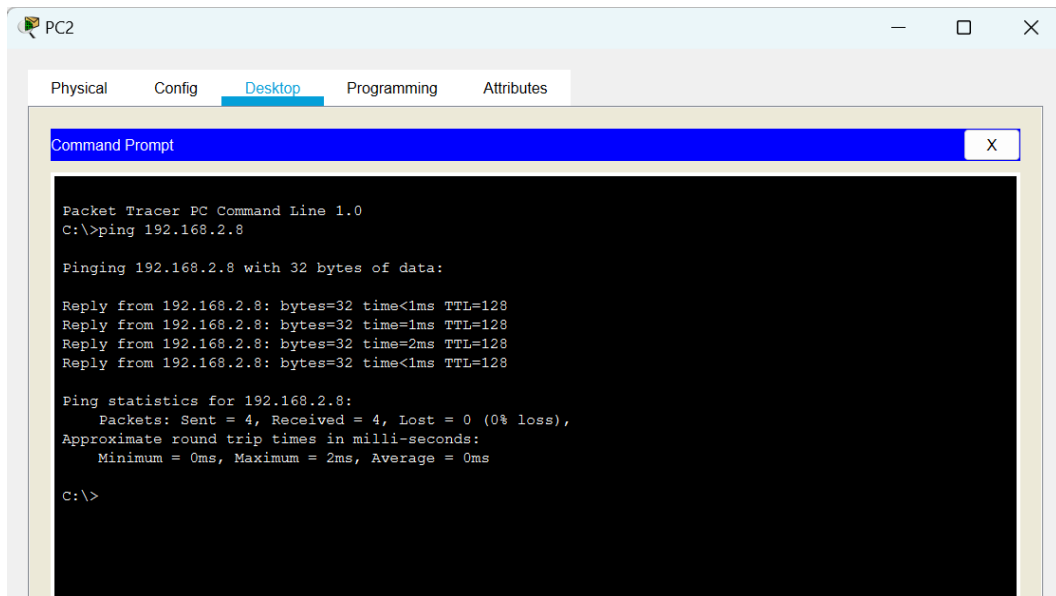 PC2
Physical Config Desktop Programming Attributes
Command Prompt X
Packet Tracer PC Command Line 1.0
C:\>ping 192.168.2.8
Pinging 192.168.2.8 with 32 bytes of data:
Reply from 192.168.2.8: bytes=32 time<1ms TTL=128
Reply from 192.168.2.8: bytes=32 time=1ms TTL=128
Reply from 192.168.2.8: bytes=32 time=2ms TTL=128
Reply from 192.168.2.8: bytes=32 time<1ms TTL=128
Ping statistics for 192.168.2.8:
    Packets: Sent = 4, Received = 4, Lost = 0 (0% loss),
Approximate round trip times in milli-seconds:
    Minimum = 0ms, Maximum = 2ms, Average = 0ms
C:\>